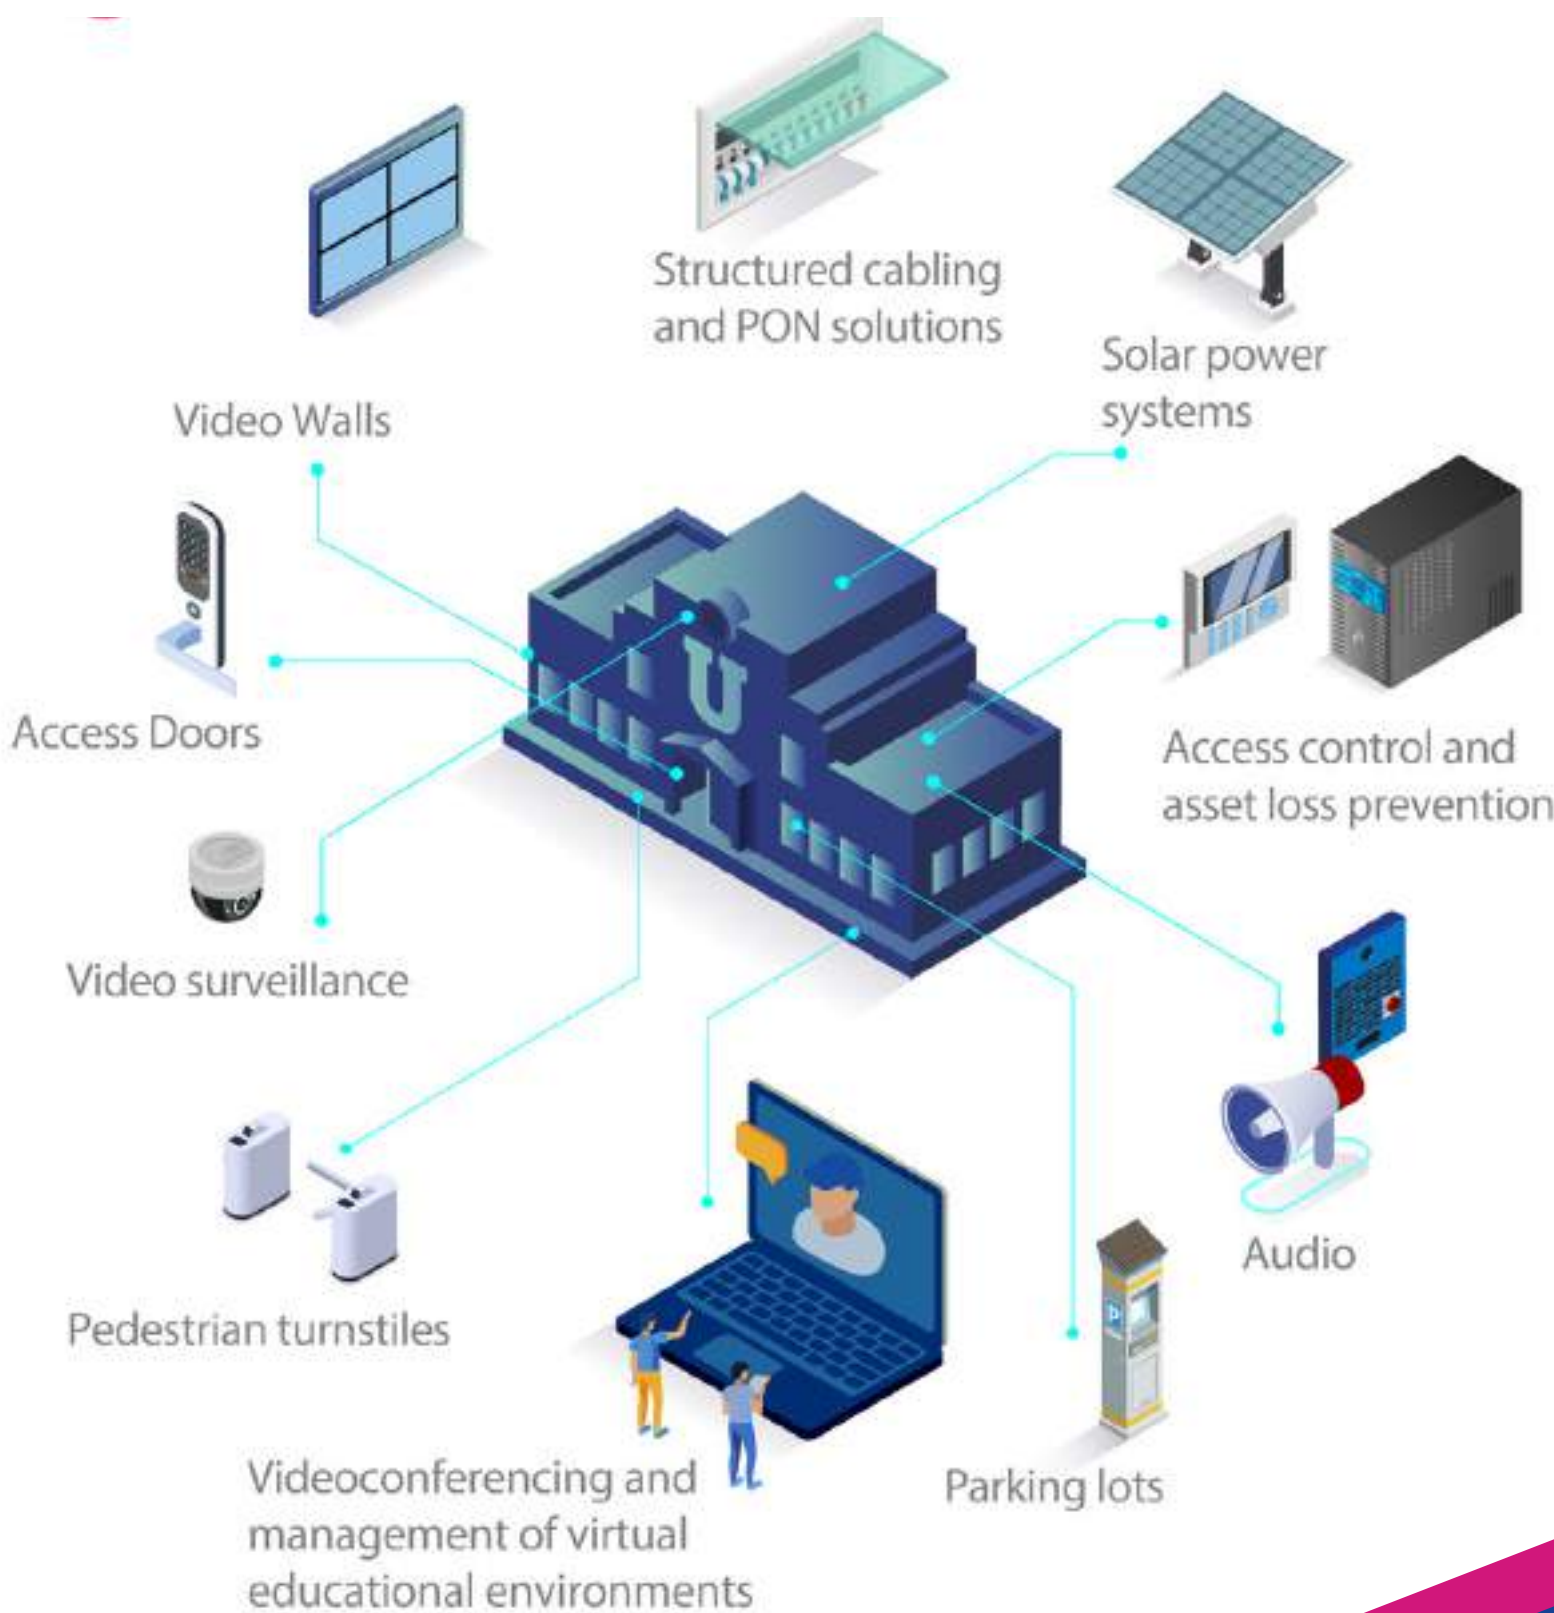 Structured cabling
and PON solutions
Solar power
systems
Video Walls
U
Access Doors
Access control and
asset loss prevention
Video surveillance
P
Audio
Pedestrian turnstiles
Videoconferencing and
management of virtual
educational environments
Parking lots